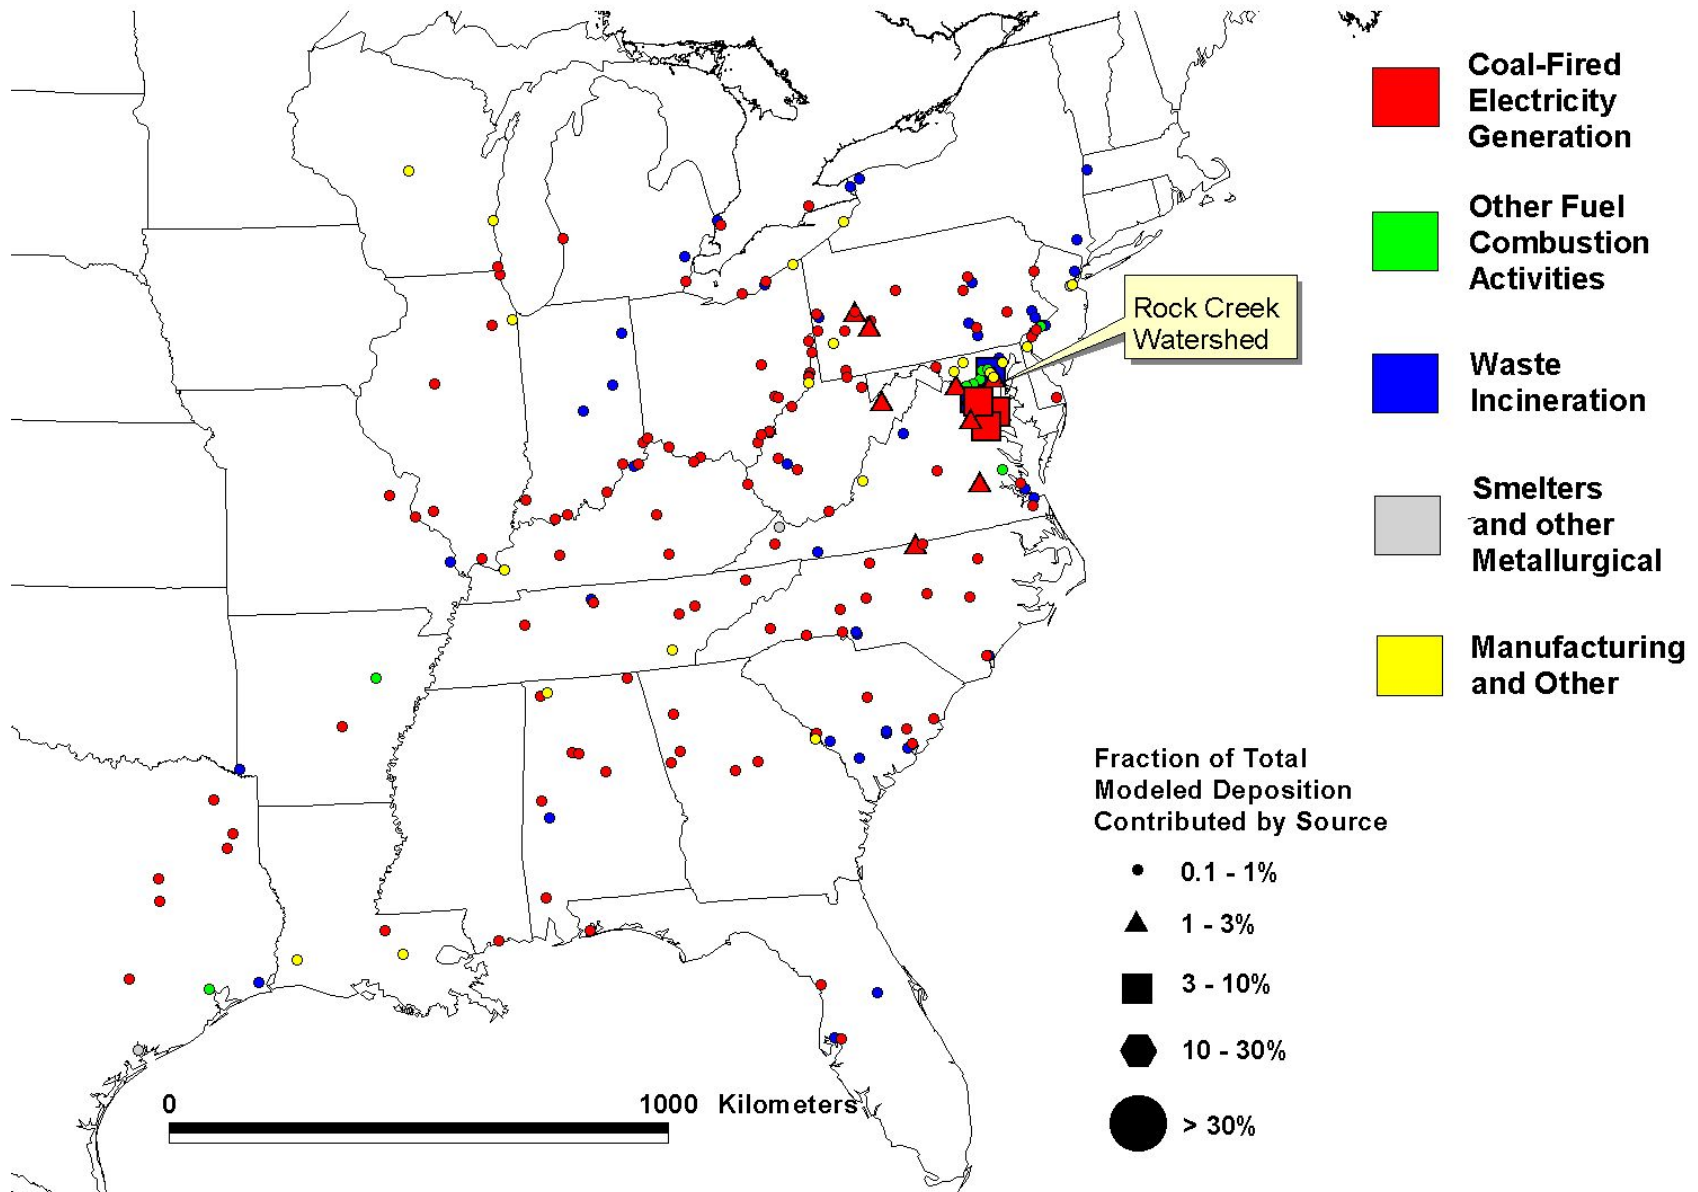 Coal-Fired
Electricity
Generation
Other Fuel
Combustion
Activities
Waste
Incineration
Smelters
and other
Metallurgical
Manufacturing
and Other
Rock Creek
Watershed
Fraction of Total
Modeled Deposition
Contributed by Source
0.1 - 1%
1 - 3%
3 - 10%
10 - 30%
> 30%
0 1000 Kilometers